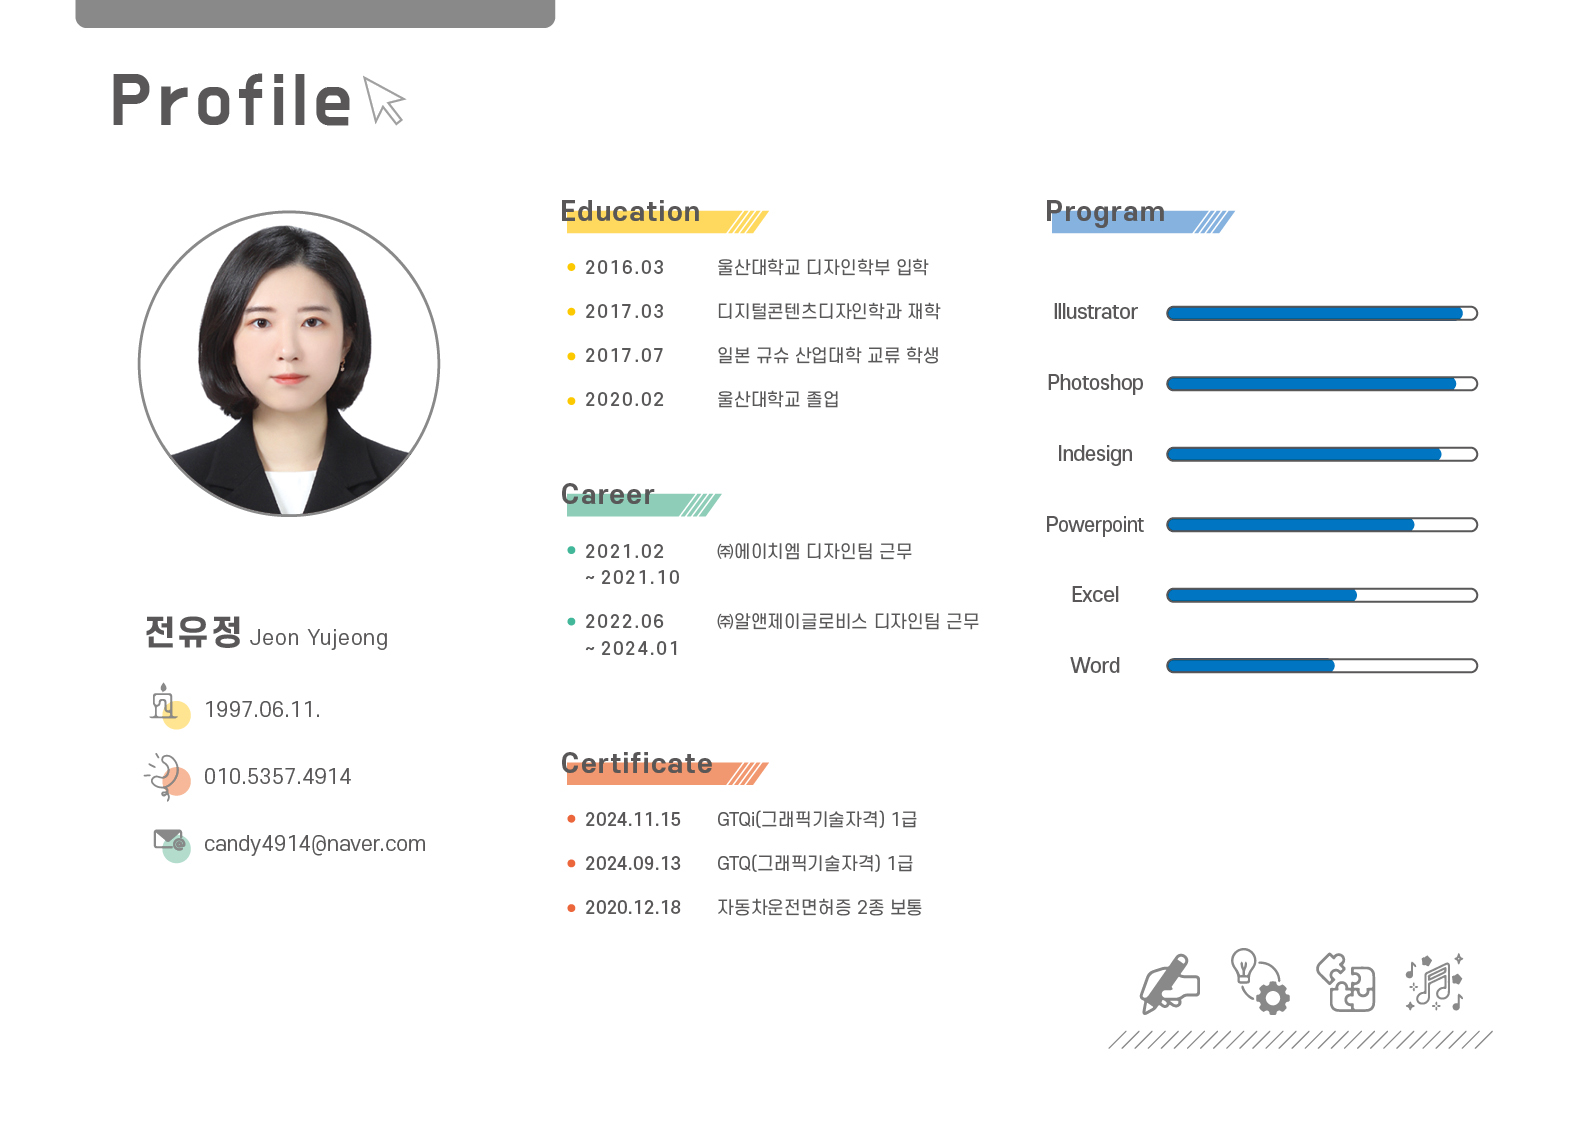 Profile
전유정 Jeon Yujeong
1997.06.11.
010.5357.4914
candy4914@naver.com
Education
2016.03 울산대학교 디자인학부 입학
2017.03 디지털콘텐츠디자인학과 재학
2017.07 일본 규슈 산업대학 교류 학생
2020.02 울산대학교 졸업
Career
2021.02 ㈜에이치엠 디자인팀 근무
~ 2021.10
2022.06 ㈜알앤제이글로비스 디자인팀 근무
~ 2024.01
Certificate
2024.11.15 GTQi(그래픽기술자격) 1급
2024.09.13 GTQ(그래픽기술자격) 1급
2020.12.18 자동차운전면허증 2종 보통
Program
Illustrator
Photoshop
Indesign
Powerpoint
Excel
Word